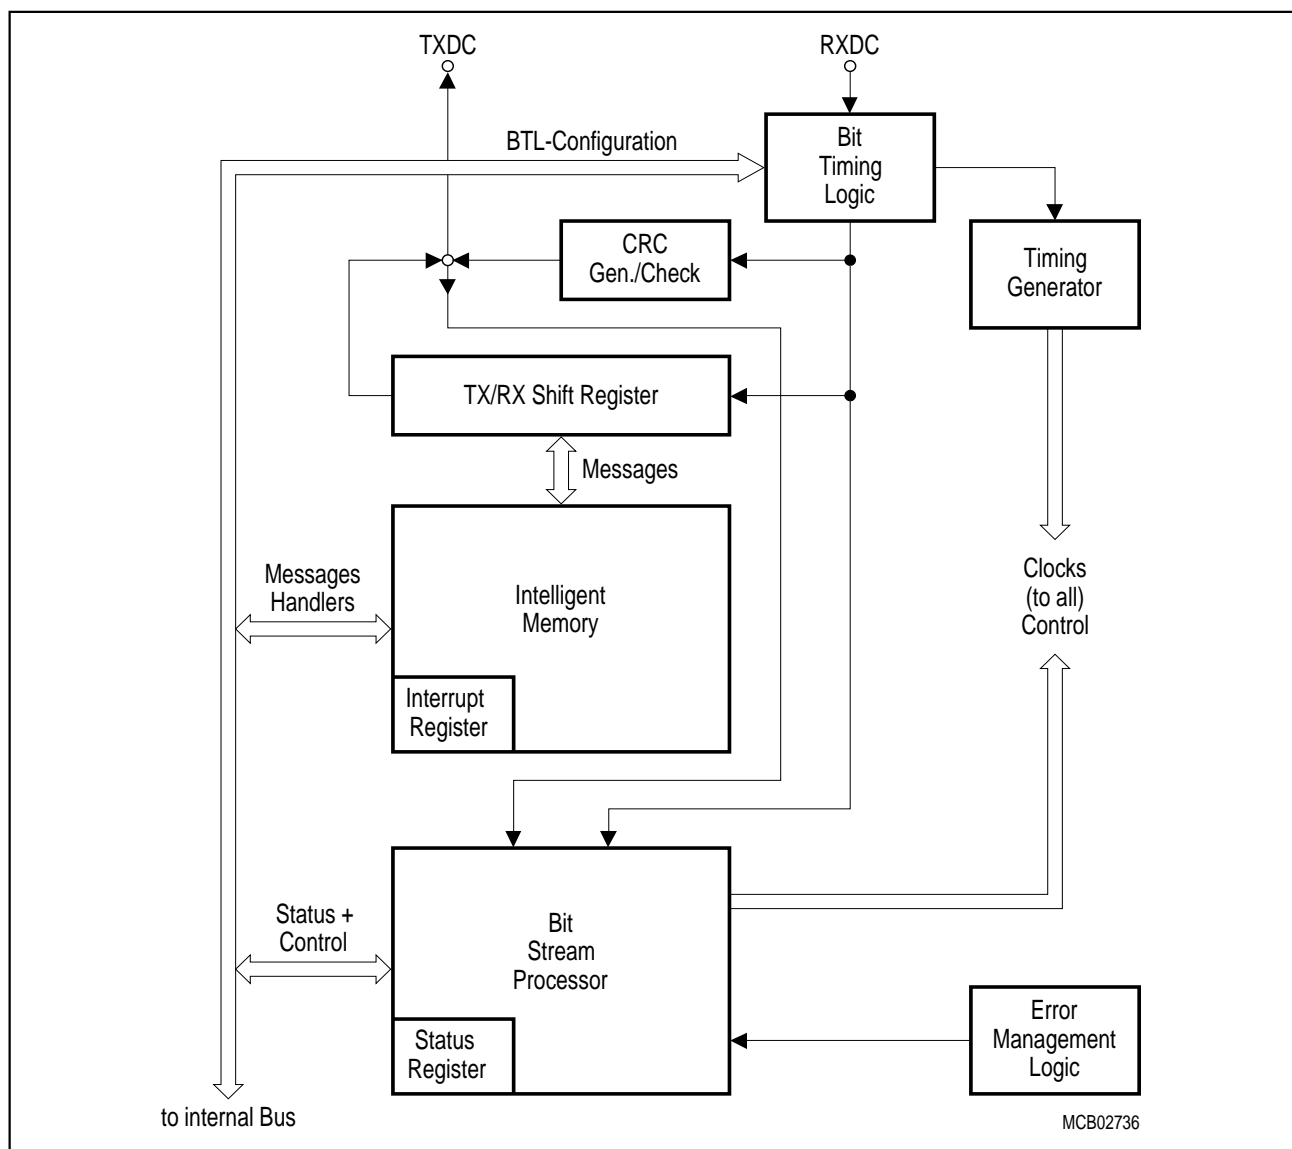 TXDC
RXDC
BTL-Configuration
Bit
Timing
Logic
CRC
Gen./Check
Timing
Generator
TX/RX Shift Register
Messages
Messages
Handlers
Intelligent
Memory
Clocks
(to all)
Control
Interrupt
Register
Status +
Control
Bit
Stream
Processor
Status
Register
Error
Management
Logic
to internal Bus
MCB02736